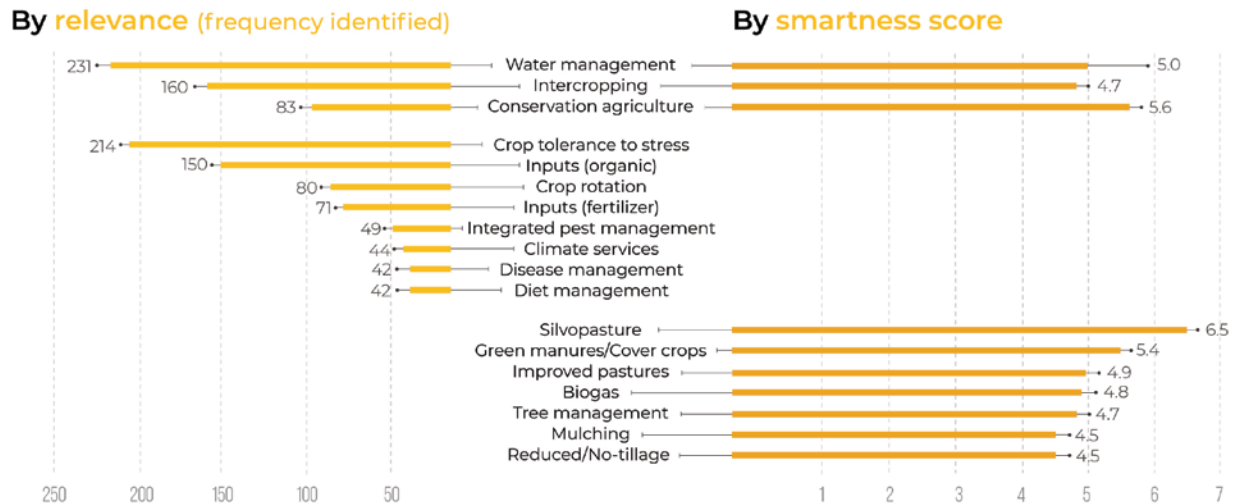 By relevance (frequency identified) By smartness score
231 Water management 5.0
160 Intercropping 4.7
83 Conservation agriculture 5.6
214 Crop tolerance to stress
150 Inputs (organic)
80 Crop rotation
71 Inputs (fertilizer)
49 Integrated pest management
44 Climate services
42 Disease management
42 Diet management
Silvopasture 6.5
Green manures/Cover crops 5.4
Improved pastures 4.9
Biogas 4.8
Tree management 4.7
Mulching 4.5
Reduced/No-tillage 4.5
250 200 150 100 50 1 2 3 4 5 6 7